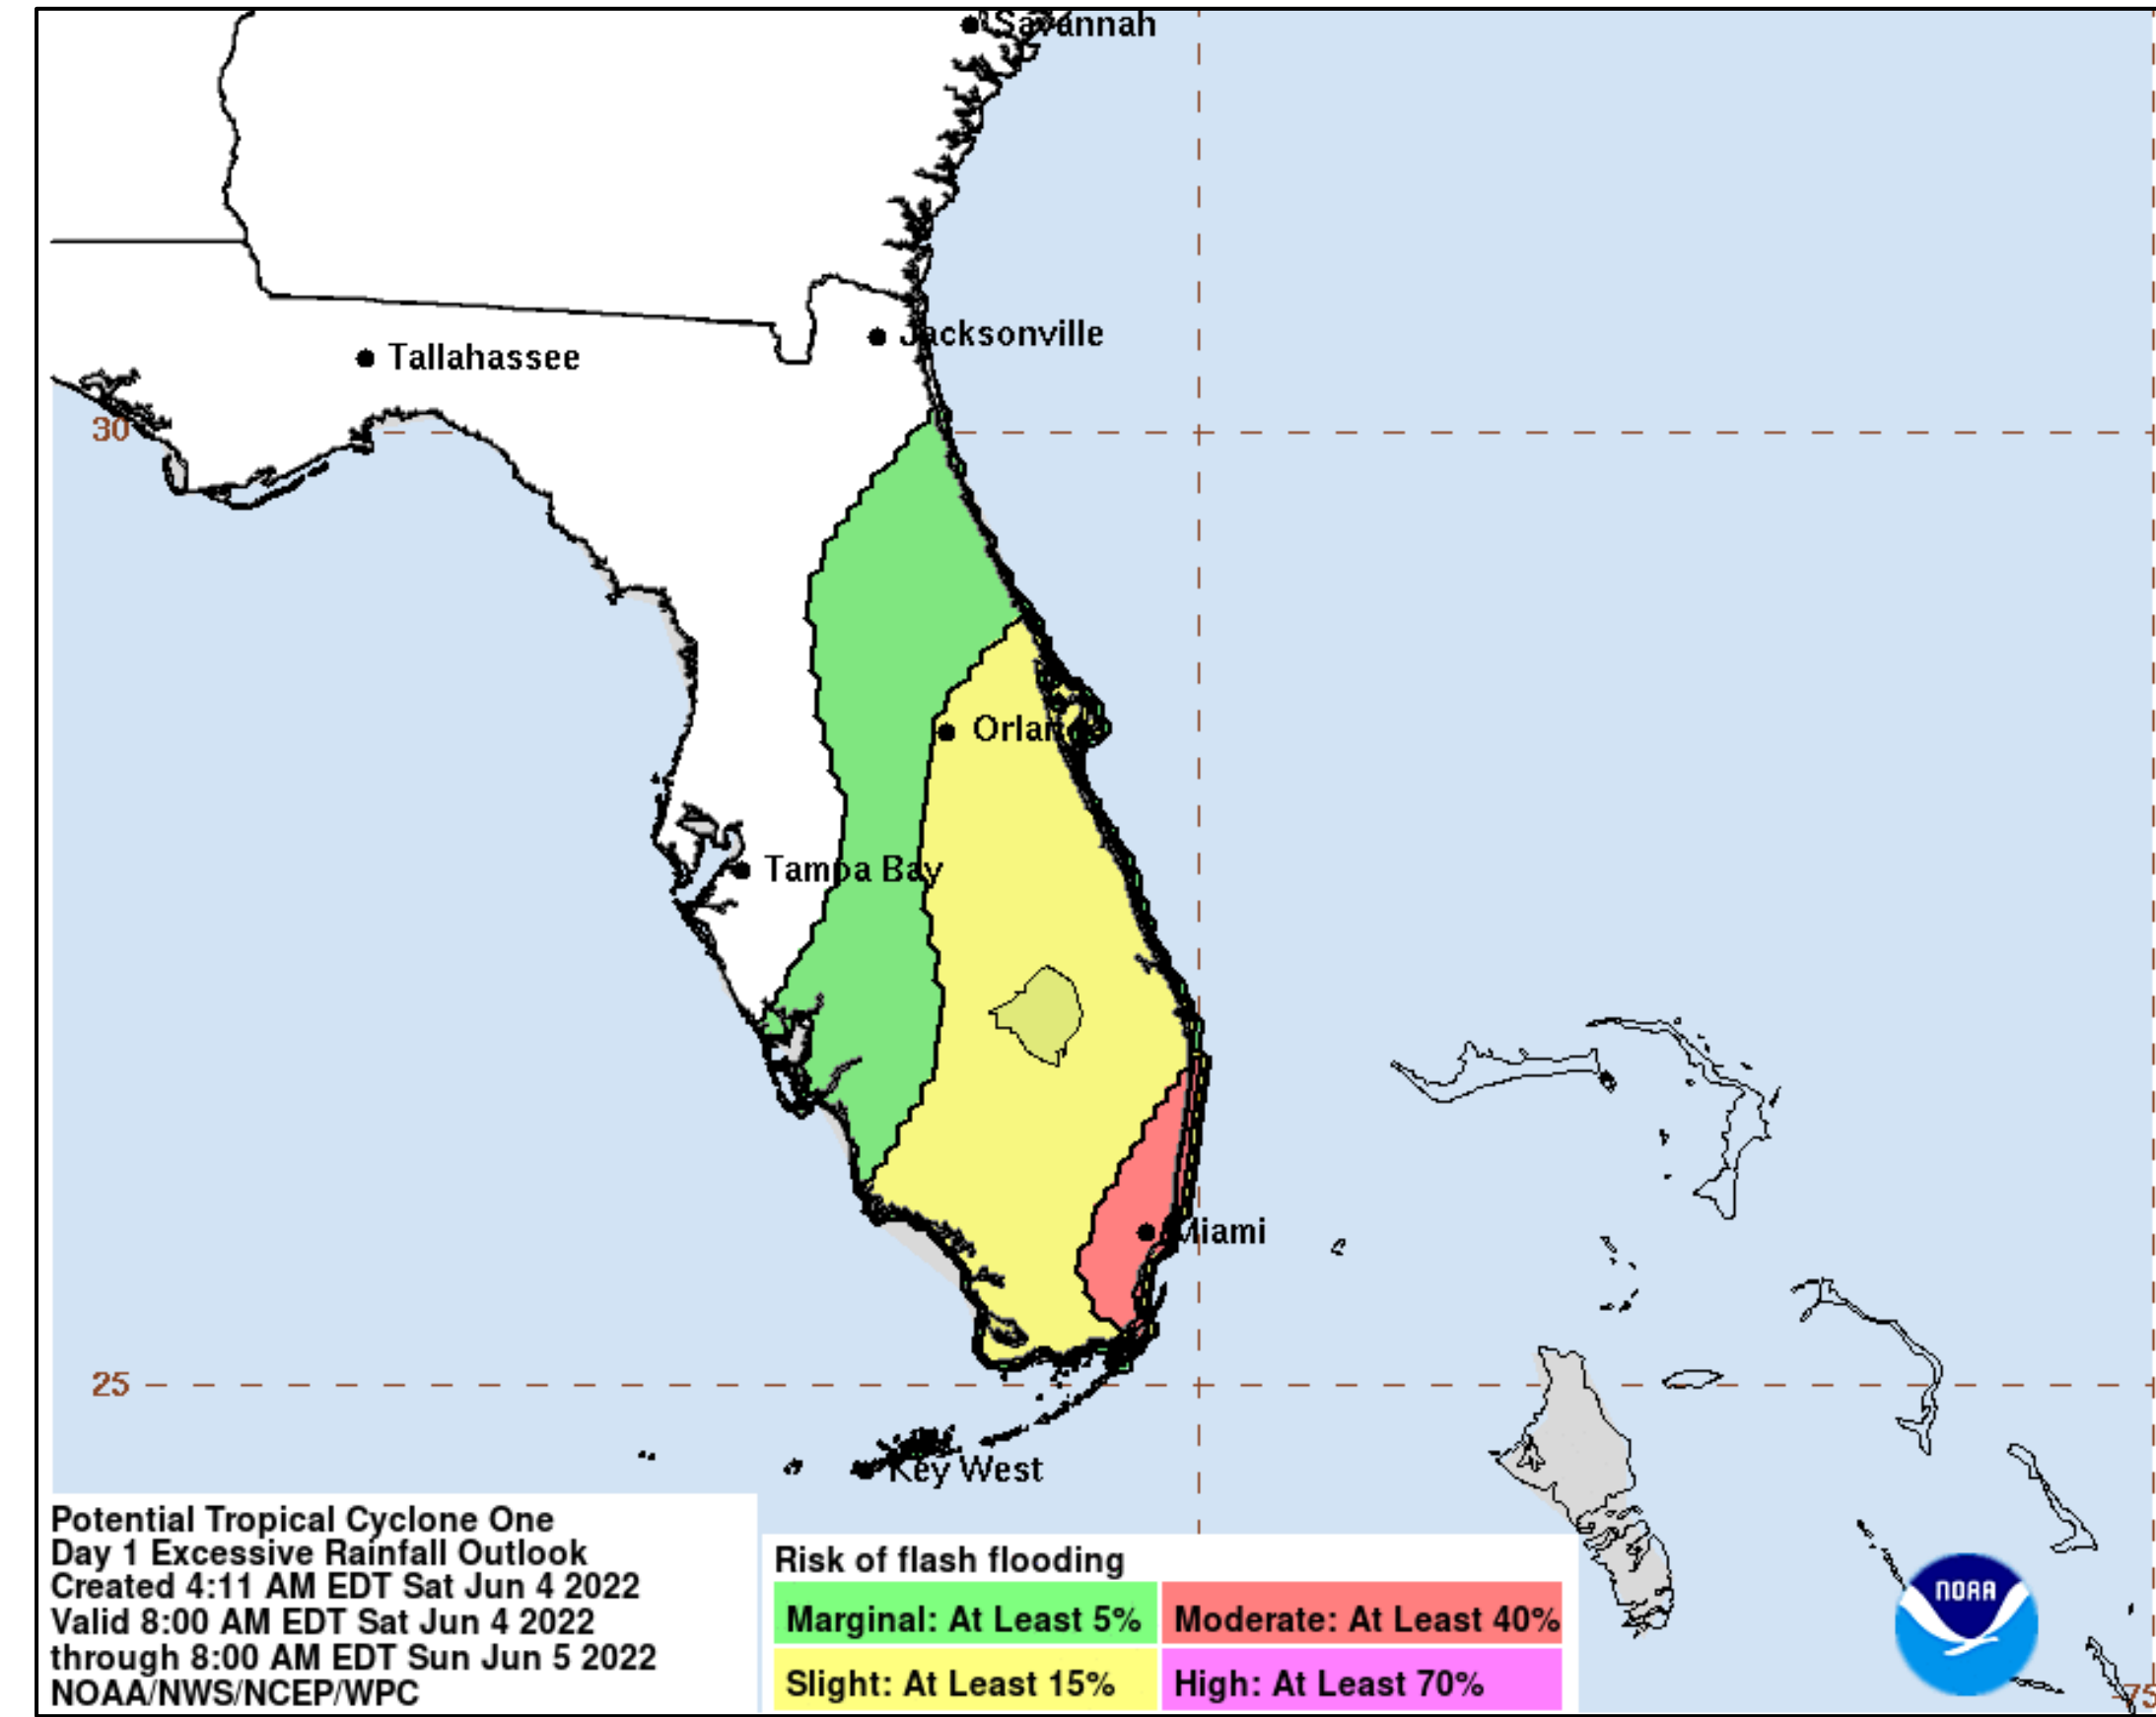 Savannah
Jacksonville
Tallahassee
30
Tampa Bay
Miami
25
Key West
Potential Tropical Cyclone One
Day 1 Excessive Rainfall Outlook
Created 4:11 AM EDT Sat Jun 4 2022
Valid 8:00 AM EDT Sat Jun 4 2022
through 8:00 AM EDT Sun Jun 5 2022
NOAA/NWS/NCEP/WPC
Risk of flash flooding
Marginal: At Least 5%
Moderate: At Least 40%
Slight: At Least 15%
High: At Least 70%
NOAA
-75